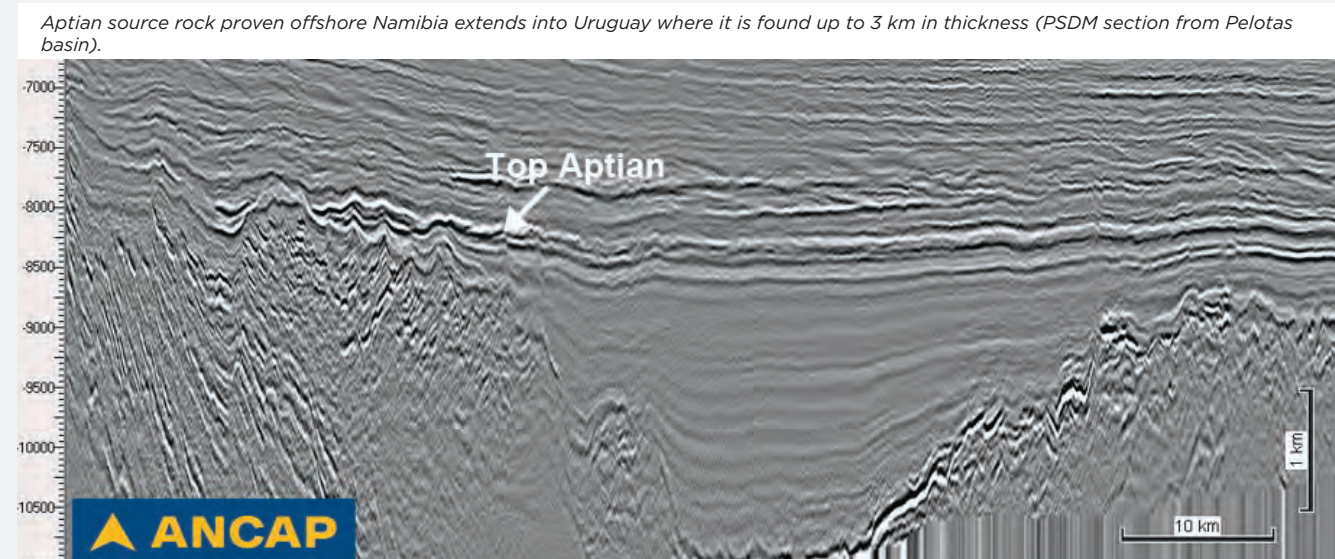 Aptian source rock proven offshore Namibia extends into Uruguay where it is found up to 3 km in thickness (PSDM section from Pelotas
basin).
-7000
-7500
Top Aptian
-8000
-8500
-9000
-9500
-10000
1 km
-10500
ANCAP
10 km